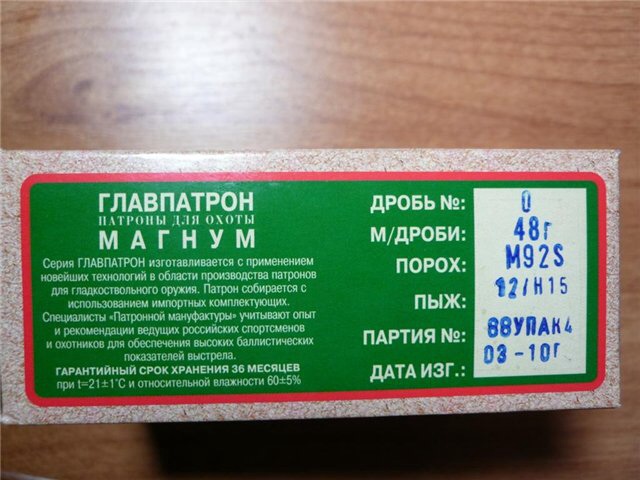 ГЛАВПАТРОН
ПАТРОНЫ ДЛЯ ОХОТЫ
МАГНУМ
Серия ГЛАВПАТРОН изготавливается с применением
новейших технологий в области производства патронов
для гладкоствольного оружия. Патрон собирается с
использованием импортных комплектующих.
Специалисты «Патронной мануфактуры» учитывают опыт
и рекомендации ведущих российских спортсменов
и охотников для обеспечения высоких баллистических
показателей выстрела.
ГАРАНТИЙНЫЙ СРОК ХРАНЕНИЯ 36 МЕСЯЦЕВ
при t=21±1°С и относительной влажности 60±5%
ДРОБЬ №: 0
М/ДРОБИ: 48г
ПОРОХ: М92S
ПЫЖ: 12/Н15
ПАРТИЯ №: 88УПАК4
ДАТА ИЗГ.: 03-10г